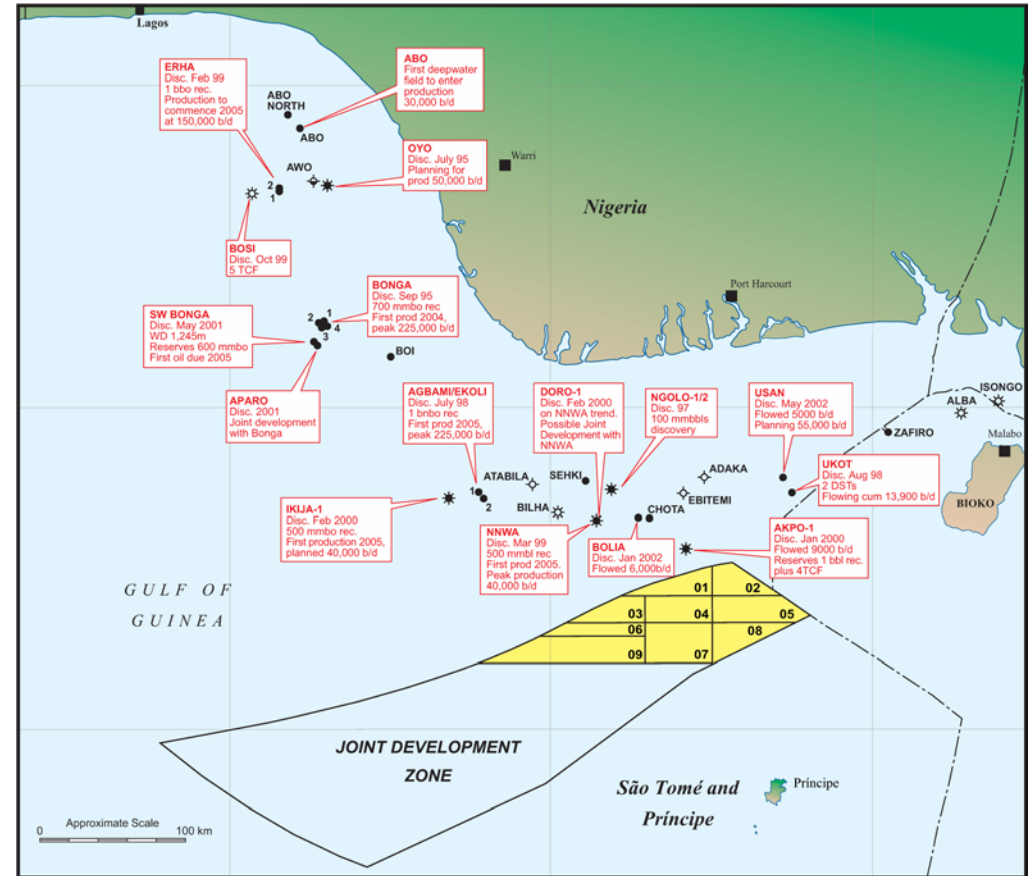 Lagos
ERHA
Disc. Feb 99
1 bbo rec.
Production to
commence 2005
at 150,000 b/d
ABO
First deepwater
field to enter
production
30,000 b/d
ABO
NORTH
ABO
OYO
Disc. July 95
Planning for
prod 50,000 b/d
AWO
2
1
Warri
Nigeria
BOSI
Disc. Oct 99
5 TCF
BONGA
Disc. Sep 95
700 mmbo rec
First prod 2004,
peak 225,000 b/d
Port Harcourt
SW BONGA
Disc. May 2001
WD 1,245m
Reserves 600 mmbo
First oil due 2005
2
1
4
3
BOI
APARO
Disc. 2001
Joint development
with Bonga
AGBAMI/EKOLI
Disc. July 98
1 bnbo rec
First prod 2005,
peak 225,000 b/d
DORO-1
Disc. Feb 2000
on NNWA trend.
Possible Joint
Development with
NNWA
NGOLO-1/2
Disc. 97
100 mmbbls
discovery
USAN
Disc. May 2002
Flowed 5000 b/d
Planning 55,000 b/d
ISONGO
ALBA
ZAFIRO
Malabo
BIOKO
UKOT
Disc. Aug 98
2 DSTs
Flowing cum 13,900 b/d
ATABILA
SEHKI
ADAKA
EBITEMI
1
2
BILHA
CHOTA
IKIJA-1
Disc. Feb 2000
500 mmbo rec.
First production 2005,
planned 40,000 b/d
NNWA
Disc. Mar 99
500 mmbl rec
First prod 2005.
Peak production
40,000 b/d
BOLIA
Disc. Jan 2002
Flowed 6,000b/d
AKPO-1
Disc. Jan 2000
Flowed 9000 b/d
Reserves 1 bbl rec.
plus 4TCF
GULF OF
GUINEA
01
02
03
04
05
06
08
09
07
JOINT DEVELOPMENT
ZONE
São Tomé and
Príncipe
Príncipe
Approximate Scale
0
100 km